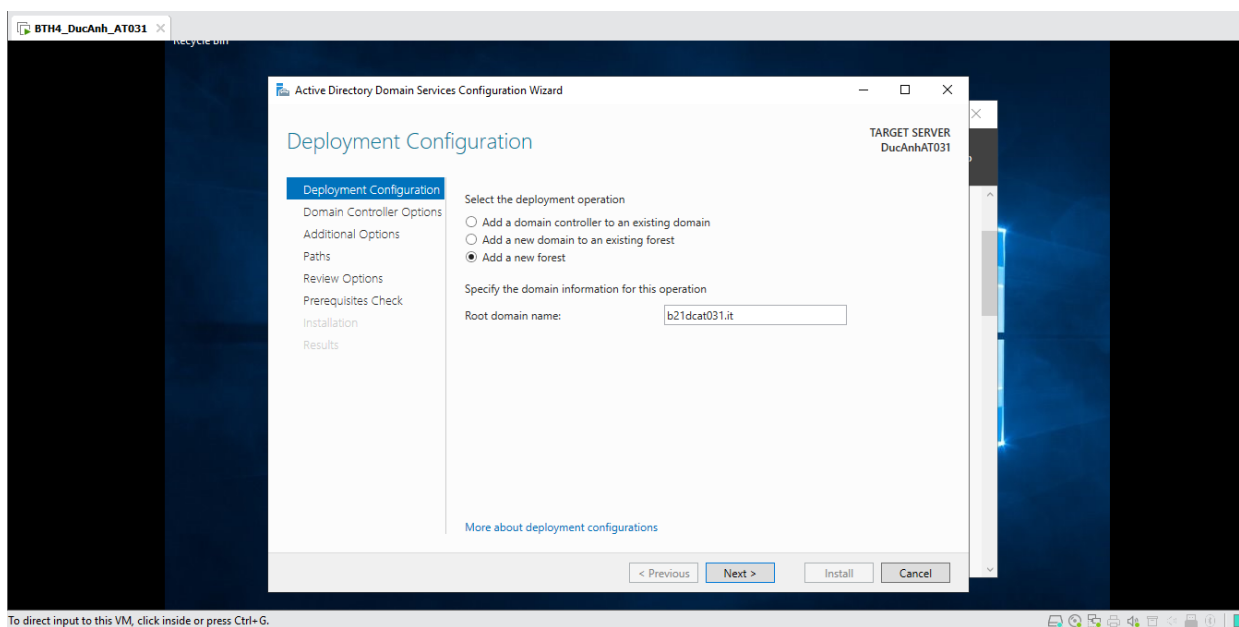 BTH4_DucAnh_AT031
Recycle Bin
Active Directory Domain Services Configuration Wizard
Deployment Configuration
TARGET SERVER
DucAnhAT031
Deployment Configuration
Domain Controller Options
Additional Options
Paths
Review Options
Prerequisites Check
Installation
Results
Select the deployment operation
Add a domain controller to an existing domain
Add a new domain to an existing forest
Add a new forest
Specify the domain information for this operation
Root domain name: b21dcat031.it
More about deployment configurations
< Previous Next > Install Cancel
To direct input to this VM, click inside or press Ctrl+G.